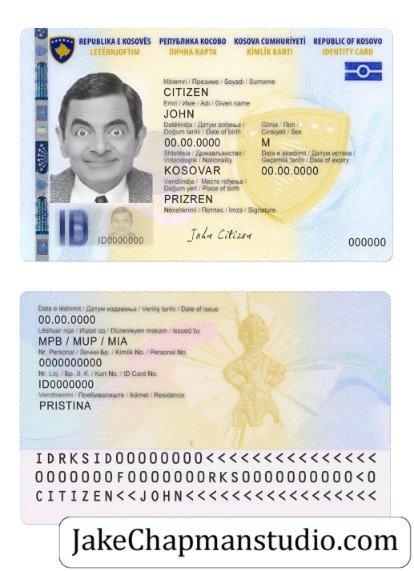 REPUBLIKA E KOSOVËS РЕПУБЛИКА КОСОВО KOSOVA CUMHURİYETİ REPUBLIC OF KOSOVO
LETËRNJOFTIM ЛИЧНА КАРТА KİMLİK KARTI IDENTITY CARD
Mbiemri / Презиме / Soyadı / Surname
CITIZEN
Emri / Име / Adı / Given name
JOHN
Datëlindja / Датум рођења / Gjinia / Пол /
Doğum tarihi / Date of birth Cinsiyeti / Sex
00.00.0000 M
Shtetësia / Држављанство / Data e skadimit / Датум истека /
Vatandaşlık / Nationality Geçerlilik tarihi / Date of expiry
KOSOVAR 00.00.0000
Vendlindja / Место рођења /
Doğum yeri / Place of birth
PRIZREN
Nënshkrimi / Потпис / İmza / Signature
John Citizen
ID ID0000000 000000
Data e lëshimit / Датум издавања / Veriliş tarihi / Date of issue
00.00.0000
Lëshuar nga / Издат од / Düzenleyen makam / Issued by
MPB / MUP / MIA
Nr. Personal / Лични Бр. / Kimlik No. / Personal No.
0000000000
Nr. Lnj. / Бр. Л. К. / Kart No. / ID Card No.
ID0000000
Vendbanimi / Пребивалиште / İkâmet / Residence
PRISTINA
IDRKSID00000000<<<<<<<<<<<<<<<
0000000F0000000RKS0000000000<0
CITIZEN<<JOHN<<<<<<<<<<<<<<<<<
JakeChapmanstudio.com